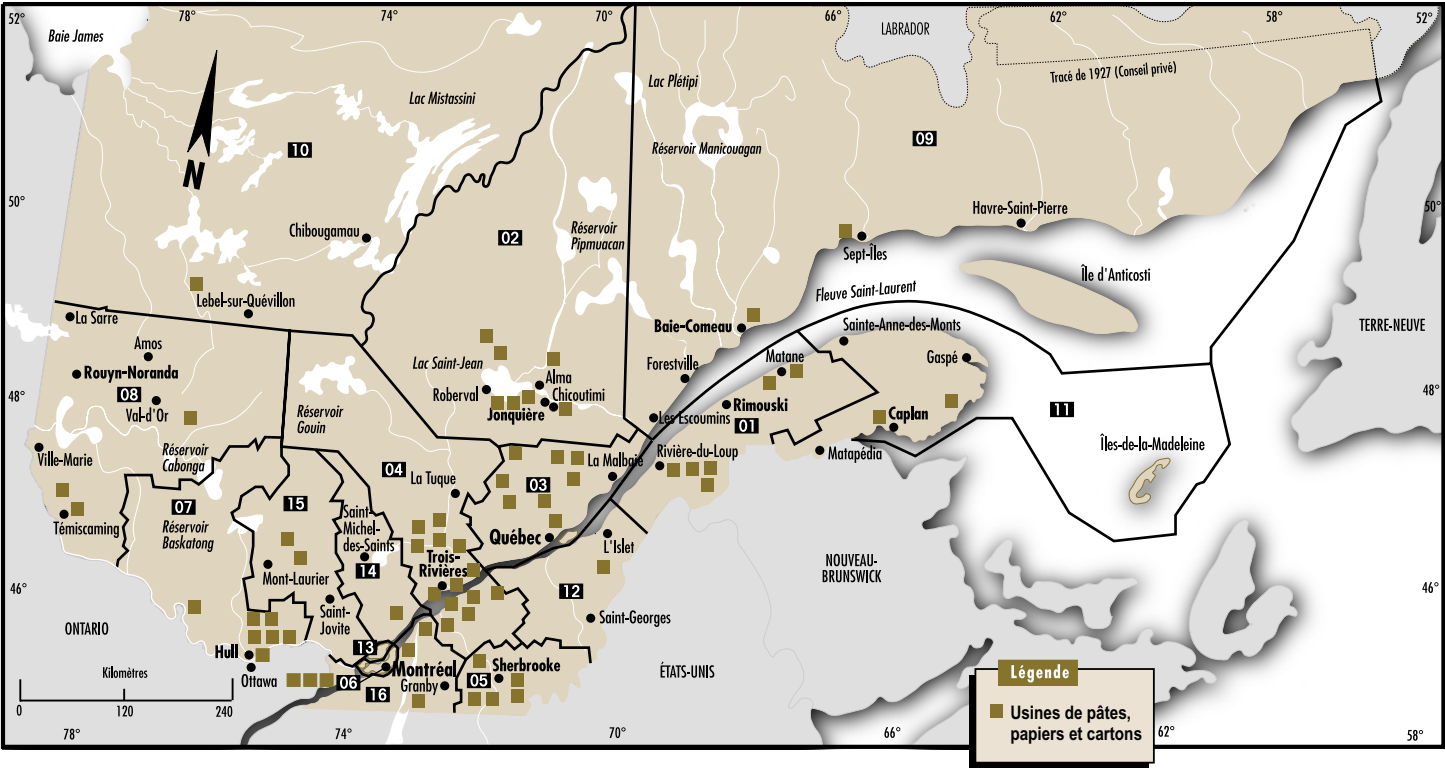 52°
78°
74°
70°
66°
62°
58°
52°
Baie James
LABRADOR
Tracé de 1927 (Conseil privé)
Lac Plétipi
Lac Mistassini
09
10
Réservoir Manicouagan
N
50°
50°
Havre-Saint-Pierre
Chibougamau
02
Réservoir
Pipmuacan
Sept-Îles
Île d'Anticosti
Fleuve Saint-Laurent
Lebel-sur-Quévillon
La Sarre
Baie-Comeau
Sainte-Anne-des-Monts
TERRE-NEUVE
Amos
Rouyn-Noranda
08
Val-d'Or
Lac Saint-Jean
Roberval
Alma
Chicoutimi
Jonquière
Forestville
Matane
Gaspé
48°
48°
Réservoir
Gouin
Les Escoumins
Rimouski
01
Caplan
11
Ville-Marie
Réservoir
Cabonga
04
La Tuque
La Malbaie
Rivière-du-Loup
Matapédia
Îles-de-la-Madeleine
07
15
03
Témiscaming
Réservoir
Baskatong
Saint-
Michel-
des-Saints
Québec
L'Islet
Mont-Laurier
14
Trois-
Rivières
NOUVEAU-
BRUNSWICK
46°
46°
12
Saint-
Jovite
Saint-Georges
ONTARIO
Hull
13
Montréal
Sherbrooke
ÉTATS-UNIS
Kilomètres
Ottawa
06
16
Granby
05
0
120
240
78°
74°
70°
66°
62°
58°
Légende
Usines de pâtes,
papiers et cartons